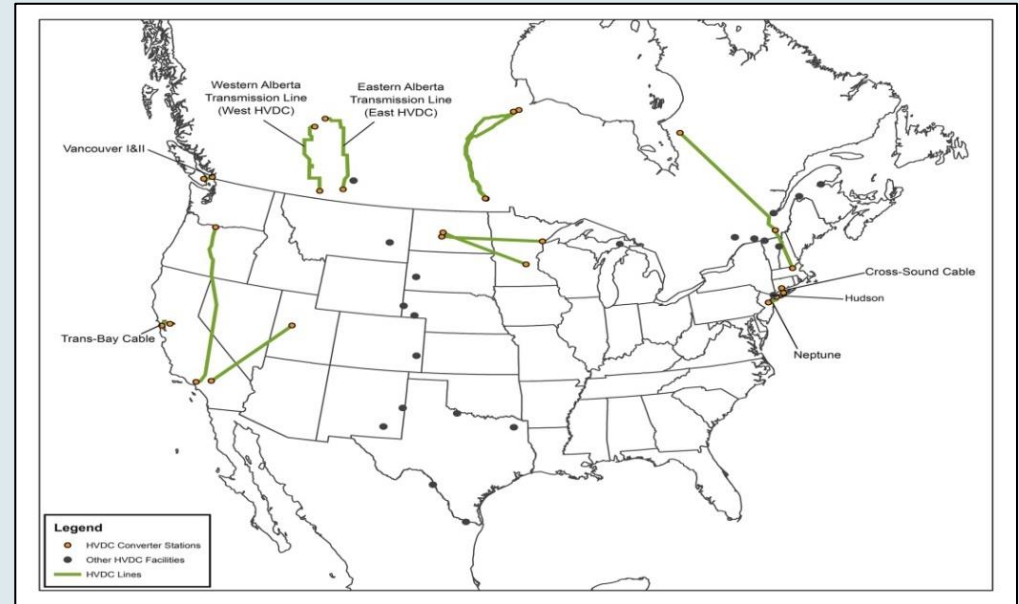 Western Alberta
Transmission Line
(West HVDC)
Eastern Alberta
Transmission Line
(East HVDC)
Vancouver I&II
Cross-Sound Cable
Hudson
Trans-Bay Cable
Neptune
Legend
HVDC Converter Stations
Other HVDC Facilities
HVDC Lines